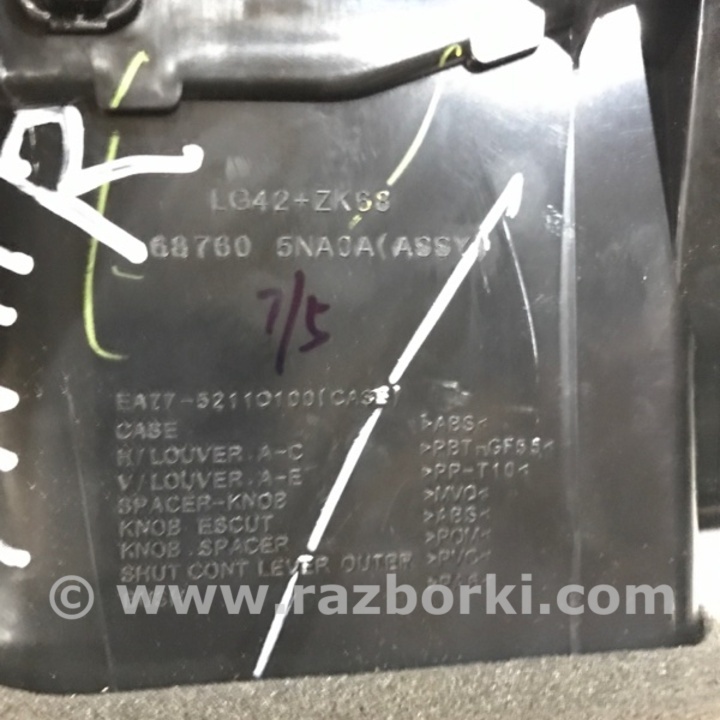 R
LG42+ZK68
68760 5NA0A(ASSY)
7/5
EAZ7-52110100(CASE)
CASE >ABS<
H/LOUVER A-C >PBT-GF55<
V/LOUVER A-E >PP-T10<
SPACER-KNOB
KNOB ESCUT >ABS<
KNOB SPACER >POM<
SHUT CONT LEVER OUTER >PVC<
© www.razborki.com